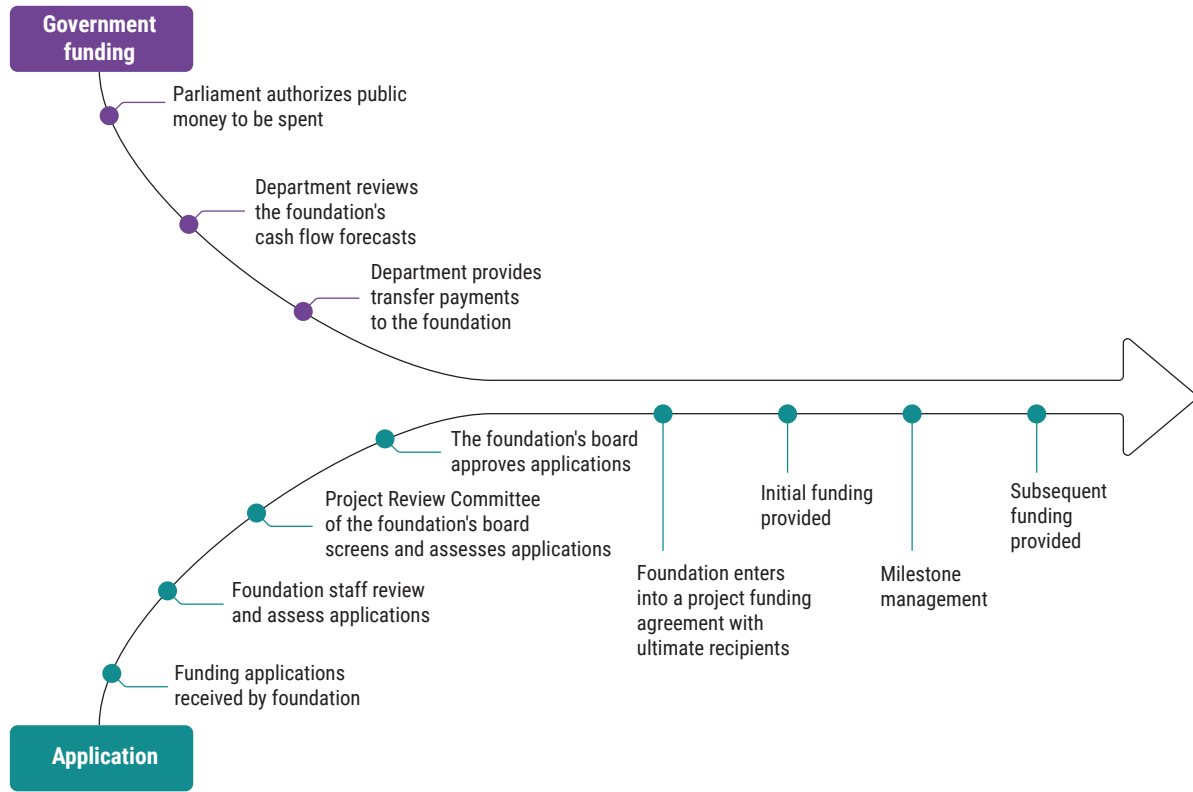 Government
funding
Parliament authorizes public
money to be spent
Department reviews
the foundation's
cash flow forecasts
Department provides
transfer payments
to the foundation
The foundation's board
approves applications
Project Review Committee
of the foundation's board
screens and assesses applications
Foundation staff review
and assess applications
Funding applications
received by foundation
Application
Foundation enters
into a project funding
agreement with
ultimate recipients
Initial funding
provided
Milestone
management
Subsequent
funding
provided